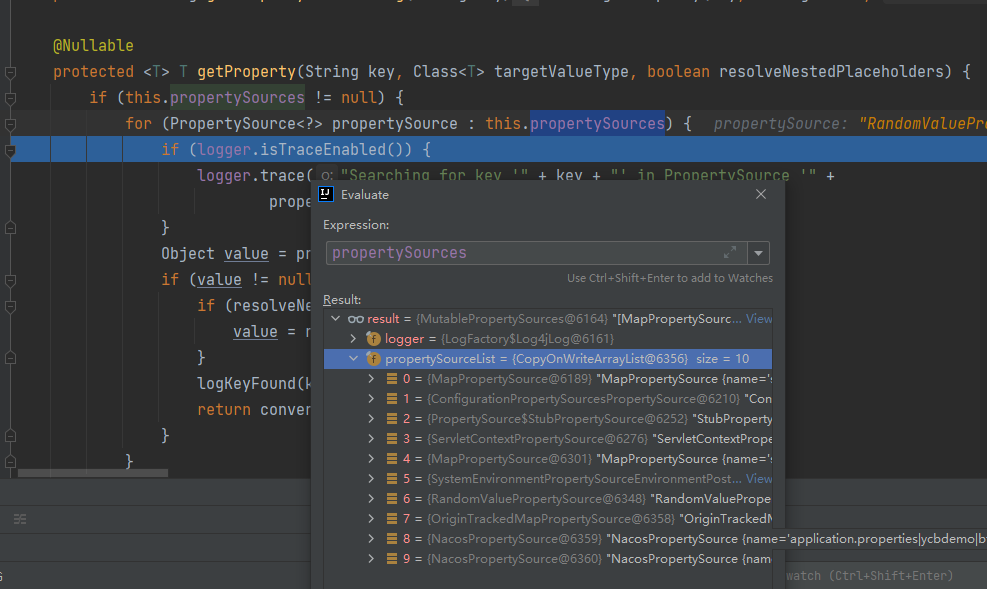 @Nullable
protected <T> T getProperty(String key, Class<T> targetValueType, boolean resolveNestedPlaceholders) {
if (this.propertySources != null) {
for (PropertySource<?> propertySource : this.propertySources) { propertySource: "RandomValuePro
if (logger.isTraceEnabled()) {
logger.trace( o: "Searching for key '" + key + "' in PropertySource '" +
prope
}
Object value = pr
if (value != null
if (resolveNe
value = r
}
logKeyFound(k
return conver
}
}
Evaluate
Expression:
propertySources
Use Ctrl+Shift+Enter to add to Watches
Result:
result = {MutablePropertySources@6164} "[MapPropertySourc... View
logger = {LogFactory$Log4jLog@6161}
propertySourceList = {CopyOnWriteArrayList@6356} size = 10
0 = {MapPropertySource@6189} "MapPropertySource {name='s
1 = {ConfigurationPropertySourcesPropertySource@6210} "Con
2 = {PropertySource$StubPropertySource@6252} "StubProperty
3 = {ServletContextPropertySource@6276} "ServletContextPrope
4 = {MapPropertySource@6301} "MapPropertySource {name='s
5 = {SystemEnvironmentPropertySourceEnvironmentPost... View
6 = {RandomValuePropertySource@6348} "RandomValuePrope
7 = {OriginTrackedMapPropertySource@6358} "OriginTrackedM
8 = {NacosPropertySource@6359} "NacosPropertySource {name='application.properties|ycbdemo|b
9 = {NacosPropertySource@6360} "NacosPropertySource {nam
watch (Ctrl+Shift+Enter)